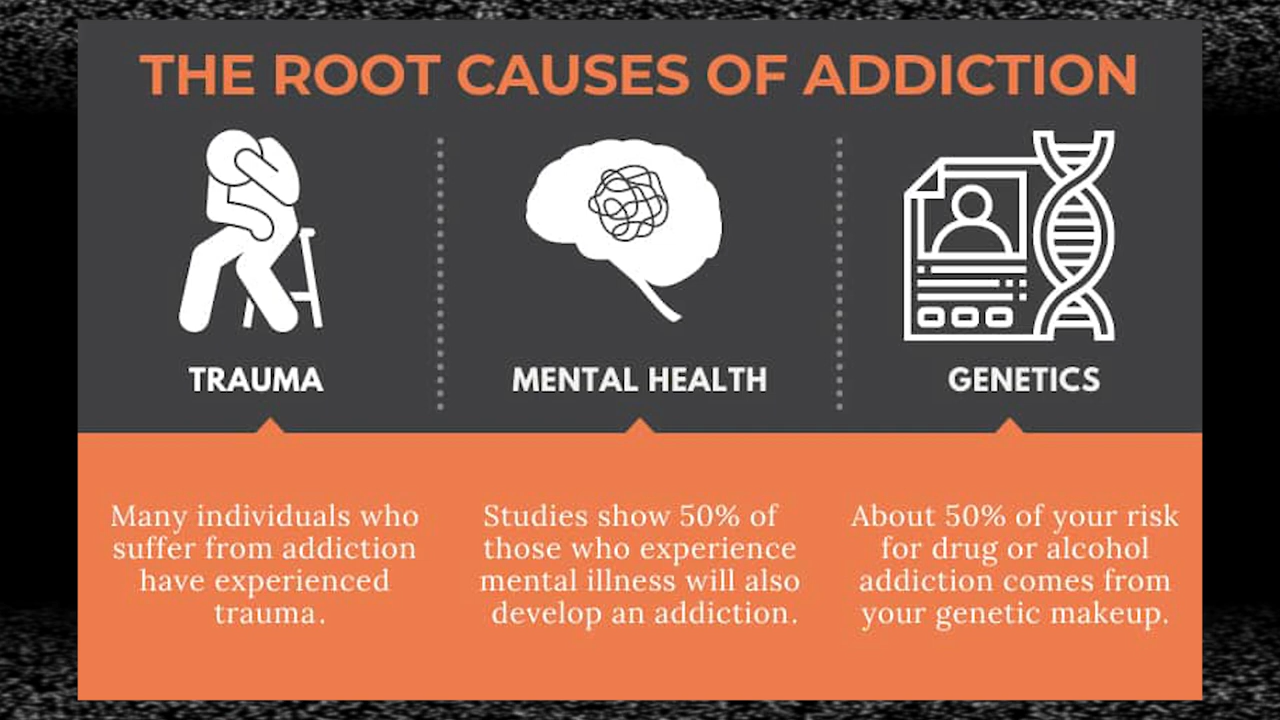 THE ROOT CAUSES OF ADDICTION
TRAUMA
Many individuals who
suffer from addiction
have experienced
trauma.
MENTAL HEALTH
Studies show 50% of
those who experience
mental illness will also
develop an addiction.
GENETICS
About 50% of your risk
for drug or alcohol
addiction comes from
your genetic makeup.